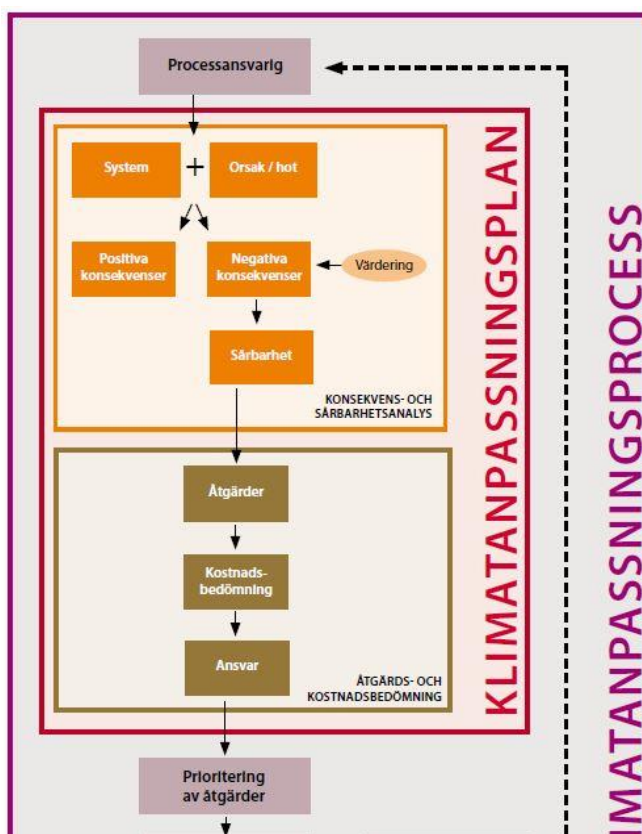 Processansvarig
System
+
Orsak / hot
Positiva
konsekvenser
Negativa
konsekvenser
Värdering
Sårbarhet
KONSEKVENS- OCH
SÅRBARHETSANALYS
Åtgärder
Kostnads-
bedömning
Ansvar
ÅTGÄRDS- OCH
KOSTNADSBEDÖMNING
KLIMATANPASSNINGSPLAN
Prioritering
av åtgärder
IMATANPASSNINGSPROCESS